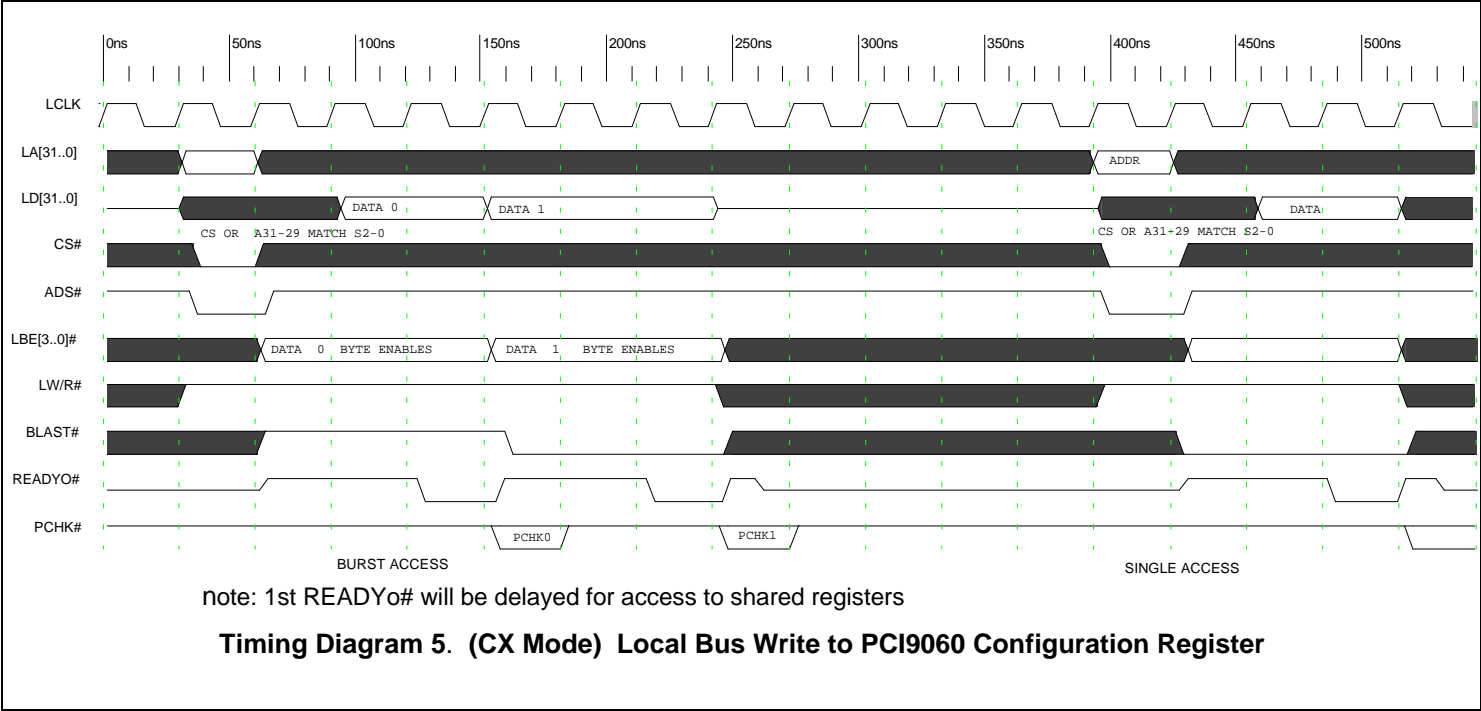 0ns 50ns 100ns 150ns 200ns 250ns 300ns 350ns 400ns 450ns 500ns
LCLK
LA[31..0] ADDR
LD[31..0] DATA 0 DATA 1 DATA
CS OR A31-29 MATCH S2-0 CS OR A31-29 MATCH S2-0
CS#
ADS#
LBE[3..0]# DATA 0 BYTE ENABLES DATA 1 BYTE ENABLES
LW/R#
BLAST#
READYO#
PCHK# PCHK0 PCHK1
BURST ACCESS SINGLE ACCESS
note: 1st READYo# will be delayed for access to shared registers
Timing Diagram 5. (CX Mode) Local Bus Write to PCI9060 Configuration Register